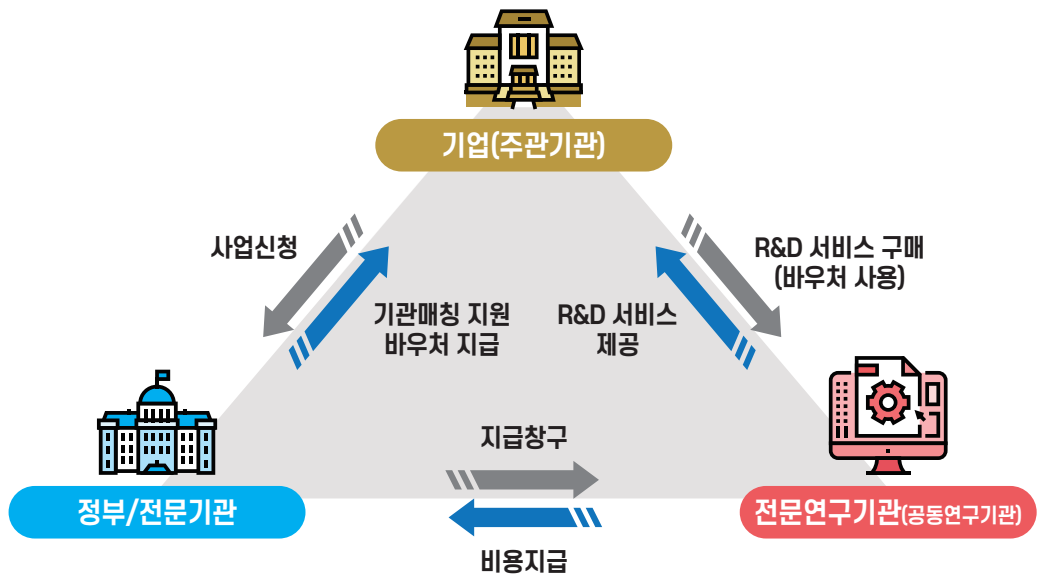 기업(주관기관)
사업신청
R&D 서비스 구매
(바우처 사용)
기관매칭 지원
바우처 지급
R&D 서비스
제공
지급창구
정부/전문기관
전문연구기관(공동연구기관)
비용지급